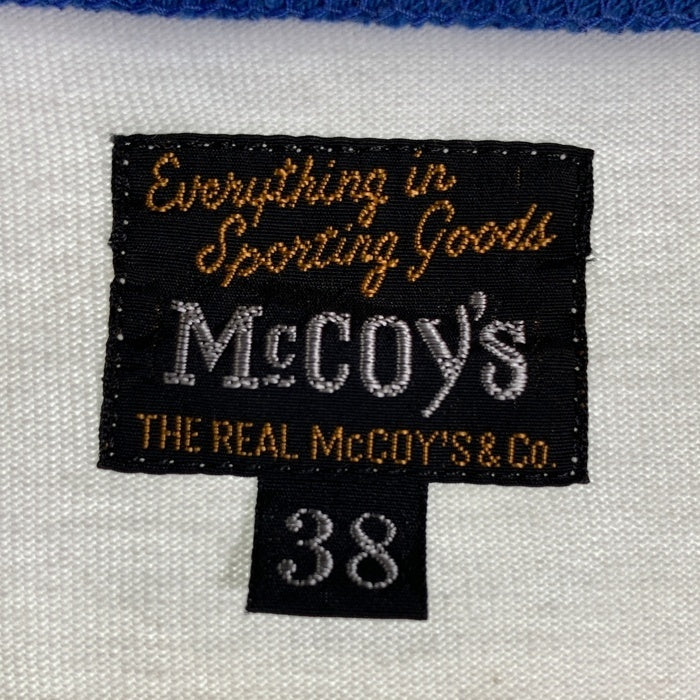 Everything in
Sporting Goods
McCOY'S
THE REAL McCOY'S & Co.
38